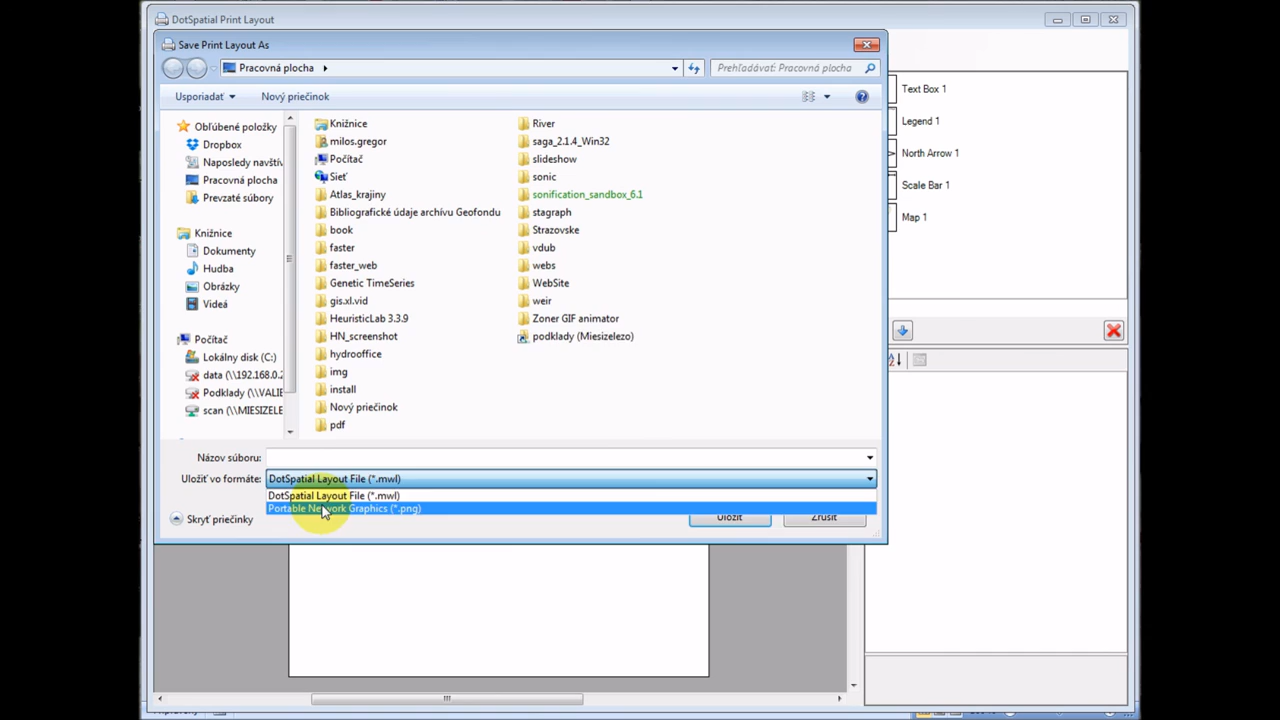 DotSpatial Print Layout
Save Print Layout As
Pracovná plocha
Prehľadávať: Pracovná plocha
Usporiadať
Nový priečinok
Obľúbené položky
Dropbox
Naposledy navští
Pracovná plocha
Prevzaté súbory
Knižnice
Dokumenty
Hudba
Obrázky
Videá
Počítač
Lokálny disk (C:)
data (\\192.168.0.2
Podklady (\\VALIE
scan (\\MIESIZELE
Knižnice
milos.gregor
Počítač
Sieť
Atlas_krajiny
Bibliografické údaje archívu Geofondu
book
faster
faster_web
Genetic TimeSeries
gis.xl.vid
HeuristicLab 3.3.9
HN_screenshot
hydrooffice
img
install
Nový priečinok
pdf
River
saga_2.1.4_Win32
slideshow
sonic
sonification_sandbox_6.1
stagraph
Strazovske
vdub
webs
WebSite
weir
Zoner GIF animator
podklady (Miesizelezo)
Názov súboru:
Uložiť vo formáte:
DotSpatial Layout File (*.mwl)
DotSpatial Layout File (*.mwl)
Portable Network Graphics (*.png)
Skryť priečinky
Uložiť
Zrušiť
Text Box 1
Legend 1
North Arrow 1
Scale Bar 1
Map 1